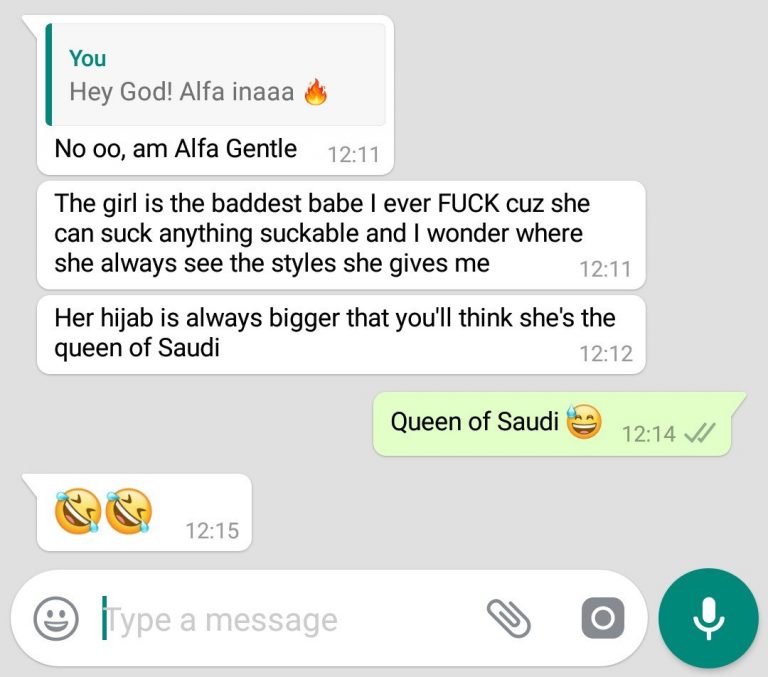 You
Hey God! Alfa inaaa 🔥
No oo, am Alfa Gentle 12:11
The girl is the baddest babe I ever FUCK cuz she
can suck anything suckable and I wonder where
she always see the styles she gives me 12:11
Her hijab is always bigger that you'll think she's the
queen of Saudi 12:12
Queen of Saudi 😅 12:14
🤣🤣 12:15
Type a message